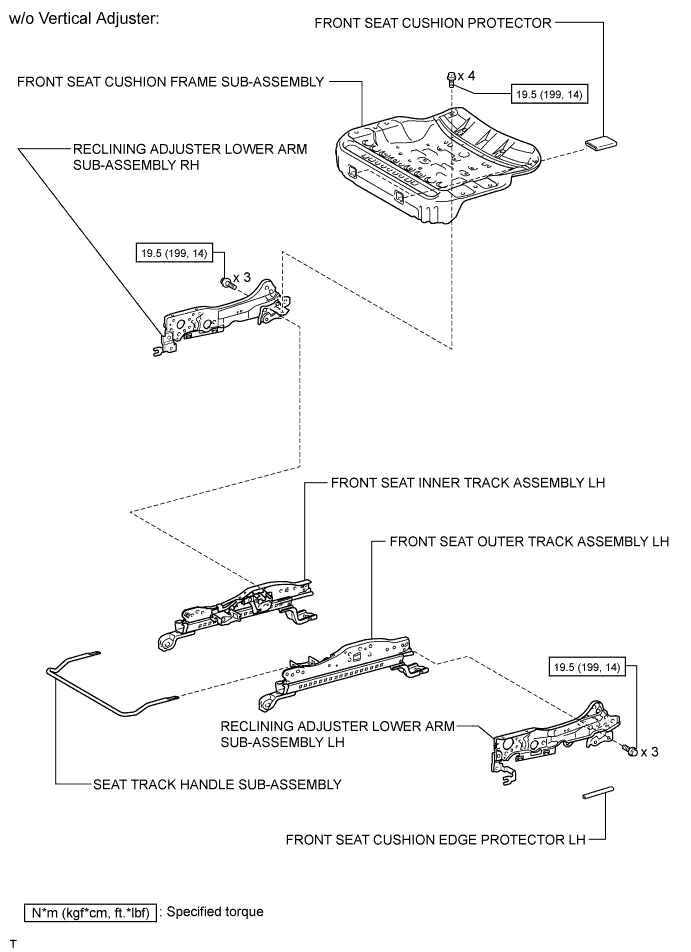 w/o Vertical Adjuster:
FRONT SEAT CUSHION PROTECTOR
FRONT SEAT CUSHION FRAME SUB-ASSEMBLY
x 4
19.5 (199, 14)
RECLINING ADJUSTER LOWER ARM
SUB-ASSEMBLY RH
19.5 (199, 14)
x 3
FRONT SEAT INNER TRACK ASSEMBLY LH
FRONT SEAT OUTER TRACK ASSEMBLY LH
19.5 (199, 14)
RECLINING ADJUSTER LOWER ARM
SUB-ASSEMBLY LH
x 3
SEAT TRACK HANDLE SUB-ASSEMBLY
FRONT SEAT CUSHION EDGE PROTECTOR LH
N*m (kgf*cm, ft.*lbf) : Specified torque
T